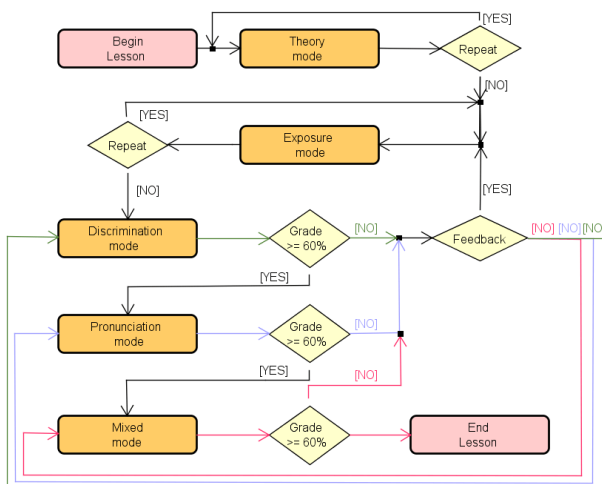 [YES]
Begin
Lesson
Theory
mode
Repeat
[NO]
[YES]
Exposure
mode
Repeat
[NO]
[YES]
Discrimination
mode
Grade
>= 60%
[NO]
Feedback
[NO] [NO] [NO]
[YES]
Pronunciation
mode
Grade
>= 60%
[NO]
[YES]
[NO]
Mixed
mode
Grade
>= 60%
End
Lesson